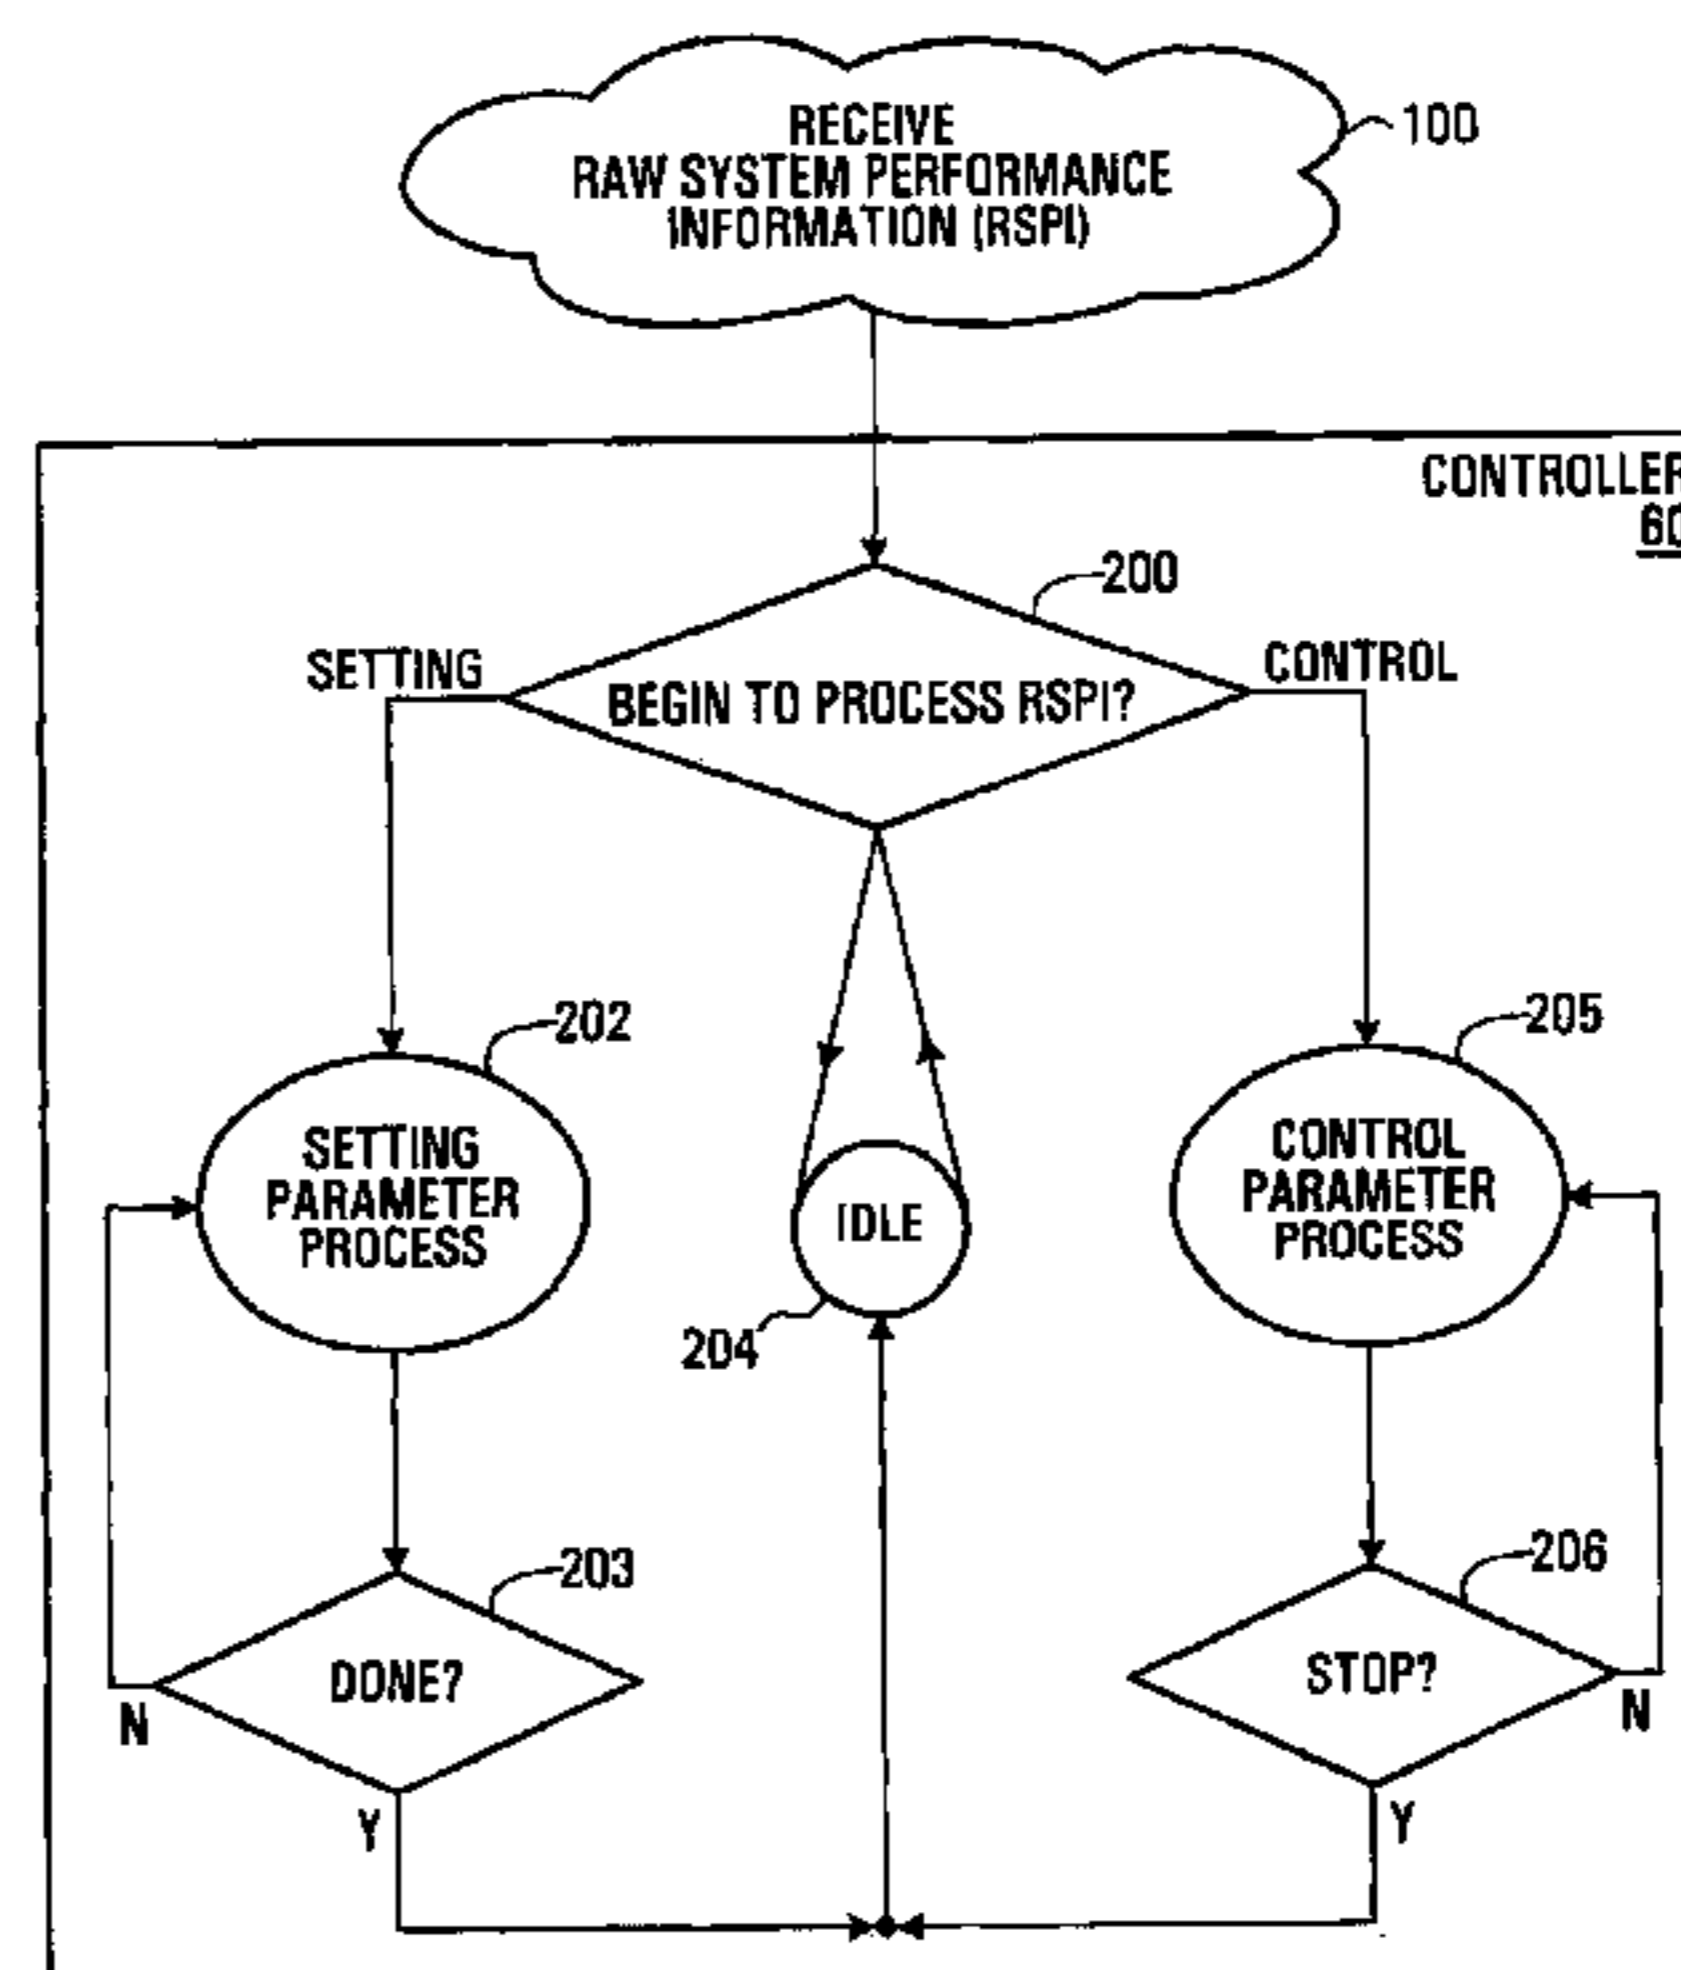 RECEIVE
RAW SYSTEM PERFORMANCE
INFORMATION (RSPI)
100
CONTROLLER
60
200
SETTING
CONTROL
BEGIN TO PROCESS RSPI?
202
205
SETTING
PARAMETER
PROCESS
IDLE
CONTROL
PARAMETER
PROCESS
204
203
206
DONE?
STOP?
N
N
Y
Y